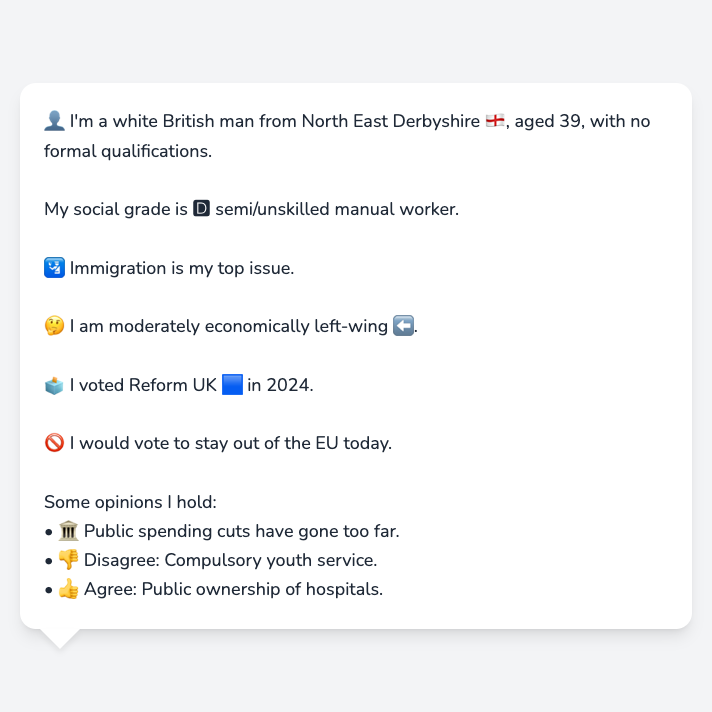 👤 I'm a white British man from North East Derbyshire 🏴󠁧󠁢󠁥󠁮󠁧󠁿, aged 39, with no
formal qualifications.
My social grade is 🅳 semi/unskilled manual worker.
🛂 Immigration is my top issue.
🤔 I am moderately economically left-wing ⬅️.
🗳️ I voted Reform UK 🟦 in 2024.
🚫 I would vote to stay out of the EU today.
Some opinions I hold:
• 🏛️ Public spending cuts have gone too far.
• 👎 Disagree: Compulsory youth service.
• 👍 Agree: Public ownership of hospitals.